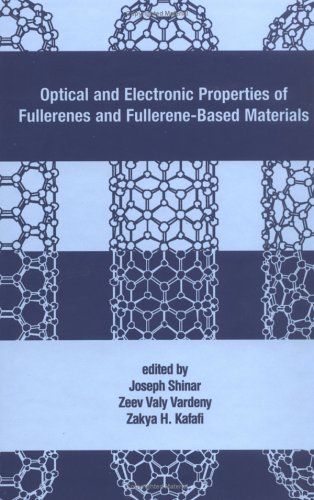 Optical and Electronic Properties of
Fullerenes and Fullerene-Based Materials
edited by
Joseph Shinar
Zeev Valy Vardeny
Zakya H. Kafafi